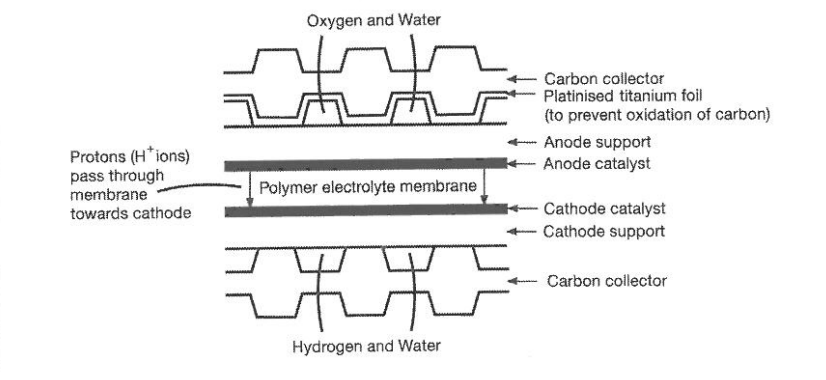 Oxygen and Water
Carbon collector
Platinised titanium foil
(to prevent oxidation of carbon)
Anode support
Anode catalyst
Protons (H⁺ions)
pass through
membrane
towards cathode
Polymer electrolyte membrane
Cathode catalyst
Cathode support
Carbon collector
Hydrogen and Water